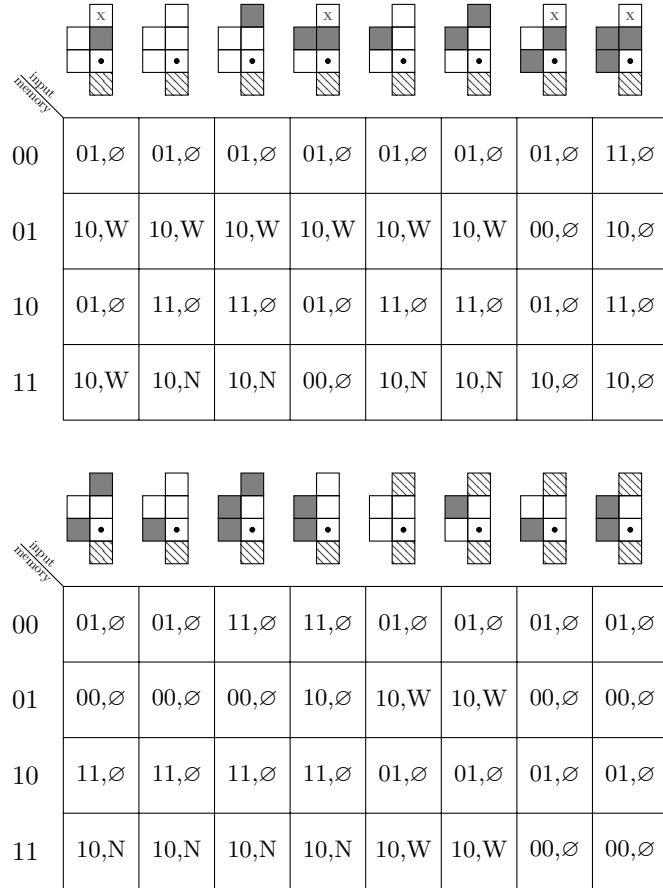 x x x x
input
memory
00 01,∅ 01,∅ 01,∅ 01,∅ 01,∅ 01,∅ 01,∅ 11,∅
01 10,W 10,W 10,W 10,W 10,W 10,W 00,∅ 10,∅
10 01,∅ 11,∅ 11,∅ 01,∅ 11,∅ 11,∅ 01,∅ 11,∅
11 10,W 10,N 10,N 00,∅ 10,N 10,N 10,∅ 10,∅
input
memory
00 01,∅ 01,∅ 11,∅ 11,∅ 01,∅ 01,∅ 01,∅ 01,∅
01 00,∅ 00,∅ 00,∅ 10,∅ 10,W 10,W 00,∅ 00,∅
10 11,∅ 11,∅ 11,∅ 11,∅ 01,∅ 01,∅ 01,∅ 01,∅
11 10,N 10,N 10,N 10,N 10,W 10,W 00,∅ 00,∅